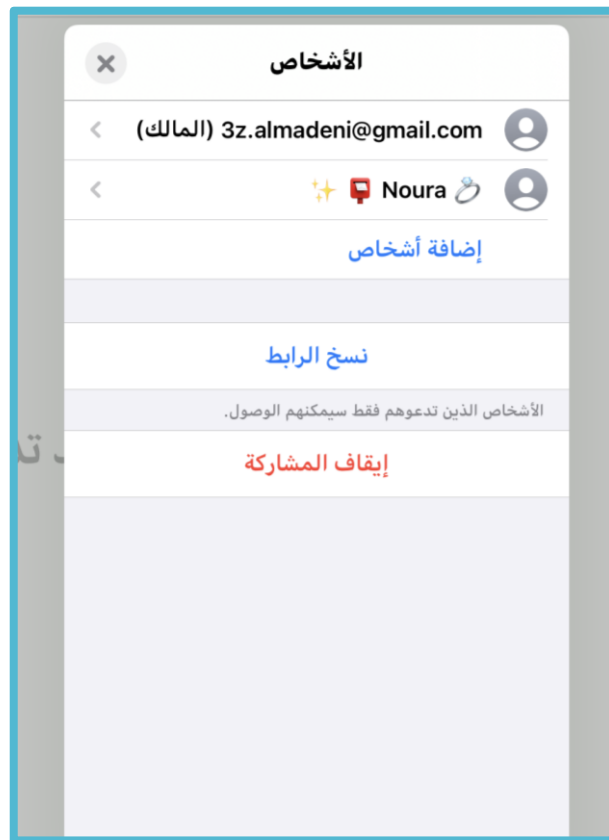 الأشخاص
3z.almadeni@gmail.com (المالك)
Noura 💍 📮 ✨
إضافة أشخاص
نسخ الرابط
الأشخاص الذين تدعوهم فقط سيمكنهم الوصول.
إيقاف المشاركة